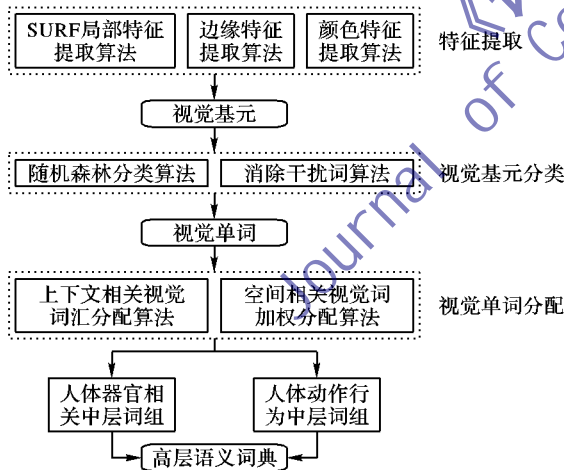 SURF局部特征
提取算法
边缘特征
提取算法
颜色特征
提取算法
特征提取
视觉基元
随机森林分类算法
消除干扰词算法
视觉基元分类
视觉单词
上下文相关视觉
词汇分配算法
空间相关视觉词
加权分配算法
视觉单词分配
人体器官相
关中层词组
人体动作行
为中层词组
高层语义词典
Journal of